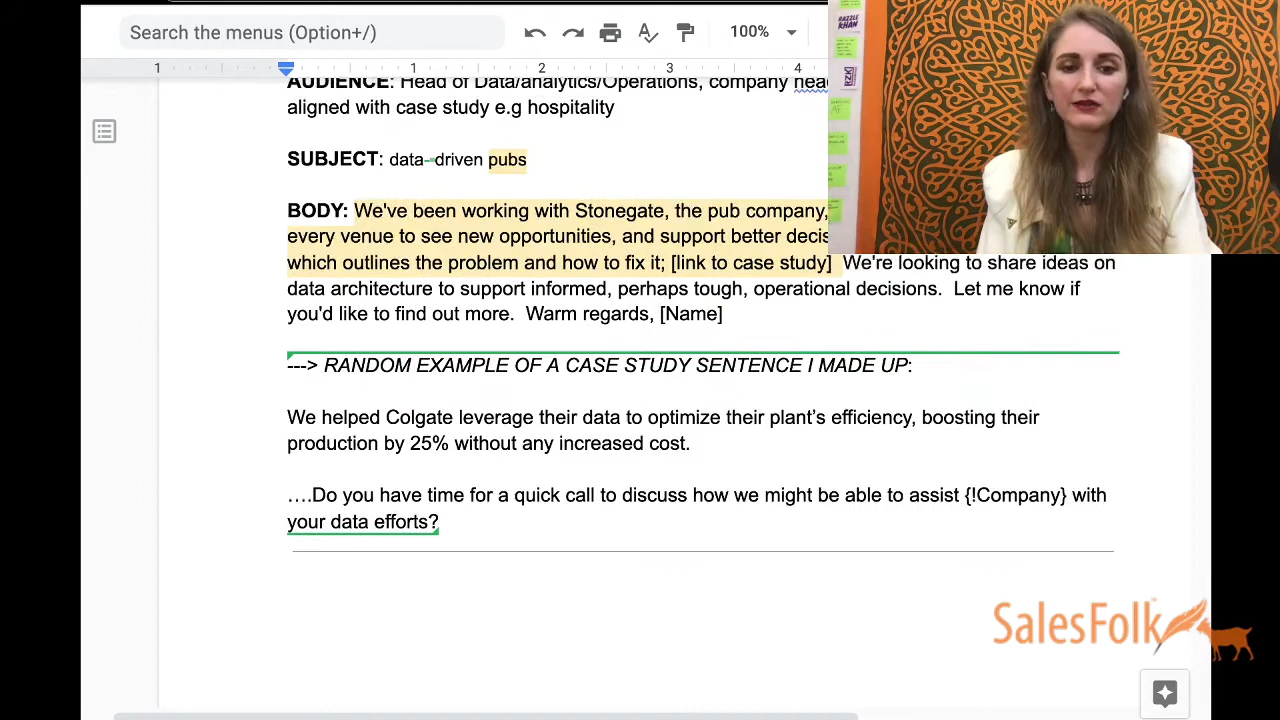 Search the menus (Option+/)
100%
1 1 2 3 4
AUDIENCE: Head of Data/analytics/Operations, company
aligned with case study e.g hospitality
SUBJECT: data--driven pubs
BODY: We've been working with Stonegate, the pub company,
every venue to see new opportunities, and support better
which outlines the problem and how to fix it; [link to case study] We're looking to share ideas on
data architecture to support informed, perhaps tough, operational decisions. Let me know if
you'd like to find out more. Warm regards, [Name]
---> RANDOM EXAMPLE OF A CASE STUDY SENTENCE I MADE UP:
We helped Colgate leverage their data to optimize their plant's efficiency, boosting their
production by 25% without any increased cost.
….Do you have time for a quick call to discuss how we might be able to assist {!Company} with
your data efforts?
RAZZLE
KHAN
RZK
SalesFolk™